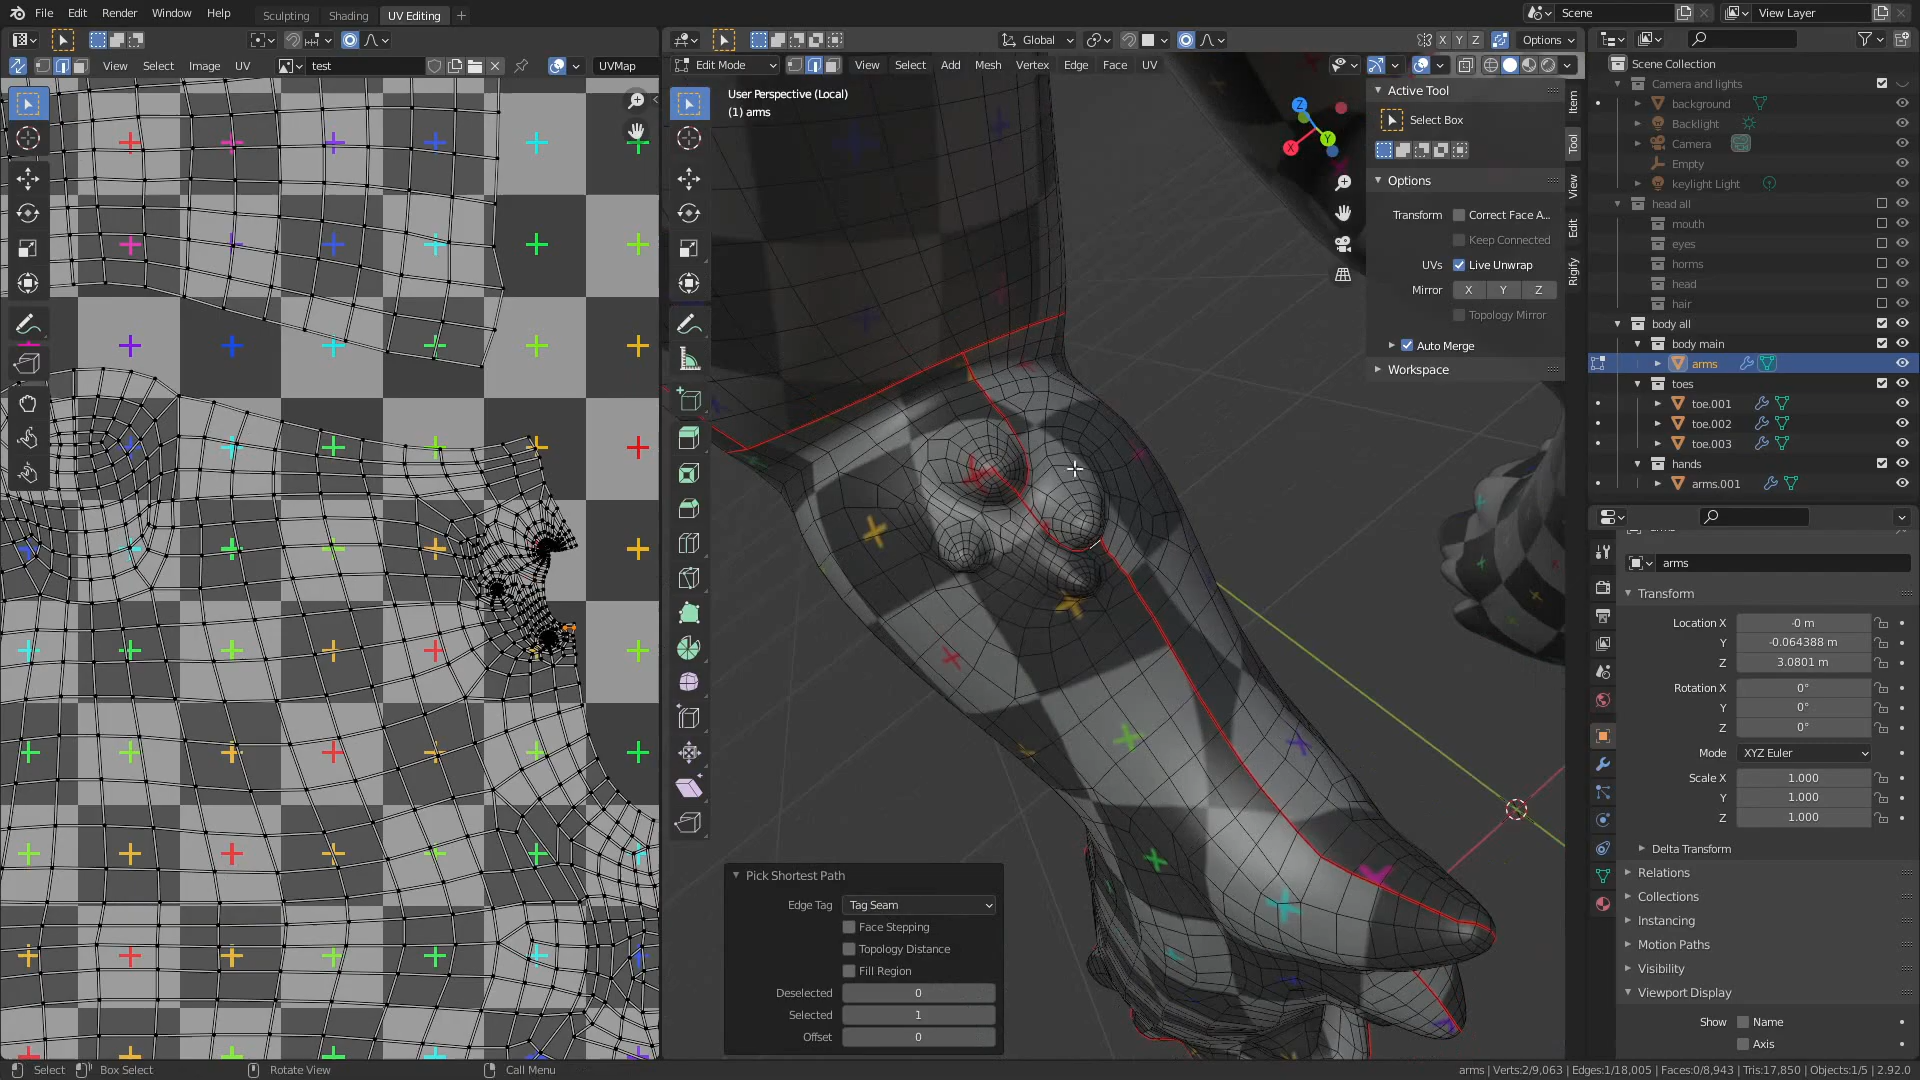 File Edit Render Window Help
Sculpting Shading UV Editing +
Scene
View Layer
View Select Image UV
test
UVMap
Global
X Y Z
Options
Edit Mode
View Select Add Mesh Vertex Edge Face UV
User Perspective (Local)
(1) arms
Active Tool
Select Box
Options
Transform Correct Face A...
Keep Connected
UVs Live Unwrap
Mirror X Y Z
Topology Mirror
Auto Merge
Workspace
Item
Tool
View
Edit
Rigify
Z
Y
X
Scene Collection
Camera and lights
background
Backlight
Camera
Empty
keylight Light
head all
mouth
eyes
horms
head
hair
body all
body main
arms
toes
toe.001
toe.002
toe.003
hands
arms.001
arms
Transform
Location X -0 m
Y -0.064388 m
Z 3.0801 m
Rotation X 0°
Y 0°
Z 0°
Mode XYZ Euler
Scale X 1.000
Y 1.000
Z 1.000
Delta Transform
Relations
Collections
Instancing
Motion Paths
Visibility
Viewport Display
Show Name
Axis
Pick Shortest Path
Edge Tag Tag Seam
Face Stepping
Topology Distance
Fill Region
Deselected 0
Selected 1
Offset 0
Select Box Select Rotate View Call Menu
arms | Verts:2/9,063 | Edges:1/18,005 | Faces:0/8,943 | Tris:17,850 | Objects:1/5 | 2.92.0